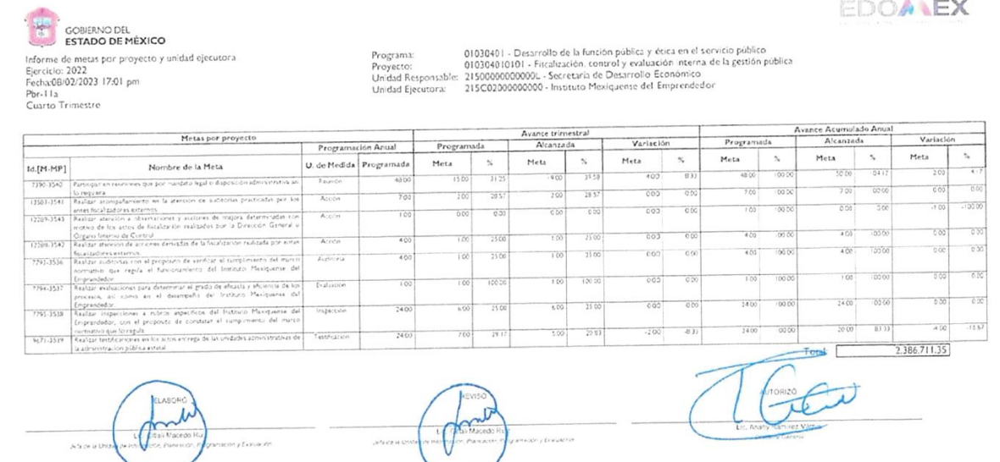 EDOMEX
GOBIERNO DEL
ESTADO DE MÉXICO
Informe de metas por proyecto y unidad ejecutora
Ejercicio: 2022
Fecha:08/02/2023 17:01 pm
Pbr-11a
Cuarto Trimestre
Programa: 01030401 - Desarrollo de la función pública y ética en el servicio público
Proyecto: 010304010101 - Fiscalización, control y evaluación interna de la gestión pública
Unidad Responsable: 21500000000000L - Secretaría de Desarrollo Económico
Unidad Ejecutora: 215C02000000000 - Instituto Mexiquense del Emprendedor
Metas por proyecto Avance trimestral Avance Acumulado Anual
Programación Anual Programada Alcanzada Variación Programada Alcanzada Variación
Id.[M-MP] Nombre de la Meta U. de Medida Programada Meta % Meta % Meta % Meta % Meta % Meta %
7390-3540 Participar en reuniones que por mandato legal o disposición administrativa así Reunión 48.00 15.00 31.25 19.00 39.58 4.00 8.33 48.00 100.00 50.00 104.17 2.00 4.17
lo requiera
13503-3541 Realizar acompañamiento en la atención de auditorías practicadas por los Acción 7.00 2.00 28.57 2.00 28.57 0.00 0.00 7.00 100.00 7.00 100.00 0.00 0.00
entes fiscalizadores externos.
12289-3543 Realizar atención a observaciones y acciones de mejora determinadas con Acción 1.00 0.00 0.00 0.00 0.00 0.00 0.00 1.00 100.00 0.00 0.00 -1.00 -100.00
motivo de los actos de fiscalización realizados por la Dirección General u
Órgano Interno de Control
12288-3542 Realizar atención de acciones derivadas de la fiscalización realizada por entes Acción 4.00 1.00 25.00 1.00 25.00 0.00 0.00 4.00 100.00 4.00 100.00 0.00 0.00
fiscalizadores externos.
7793-3536 Realizar auditorías con el propósito de verificar el cumplimiento del marco Auditoría 4.00 1.00 25.00 1.00 25.00 0.00 0.00 4.00 100.00 4.00 100.00 0.00 0.00
normativo que regula el funcionamiento del Instituto Mexiquense del
Emprendedor
7794-3537 Realizar evaluaciones para determinar el grado de eficacia y eficiencia de los Evaluación 1.00 1.00 100.00 1.00 100.00 0.00 0.00 1.00 100.00 1.00 100.00 0.00 0.00
procesos, así como en el desempeño del Instituto Mexiquense del
Emprendedor.
7795-3538 Realizar inspecciones a rubros específicos del Instituto Mexiquense del Inspección 24.00 6.00 25.00 6.00 25.00 0.00 0.00 24.00 100.00 24.00 100.00 0.00 0.00
Emprendedor, con el propósito de constatar el cumplimiento del marco
normativo que lo regula
9671-3539 Realizar testificaciones en los actos entrega de las unidades administrativas de Testificación 24.00 7.00 29.17 5.00 20.83 -2.00 -8.33 24.00 100.00 20.00 83.33 -4.00 -16.67
la administración pública estatal
Total: 2,386,711.35
ELABORÓ REVISÓ AUTORIZÓ
Macedo Macedo Lic. Anahy Ramírez
Jefa de la Unidad de Información, Planeación, Programación y Evaluación Jefa de la Unidad de Información, Planeación, Programación y Evaluación Directora General